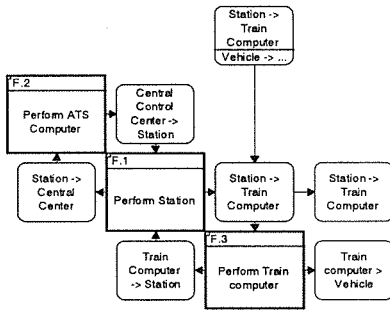 Station ->
Train
Computer
Vehicle -> ...
F.2
Perform ATS
Computer
Central
Control
Center ->
Station
Station ->
Central
Center
F.1
Perform Station
Station ->
Train
Computer
Station ->
Train
Computer
Train
Computer
-> Station
F.3
Perform Train
computer
Train
computer >
Vehicle